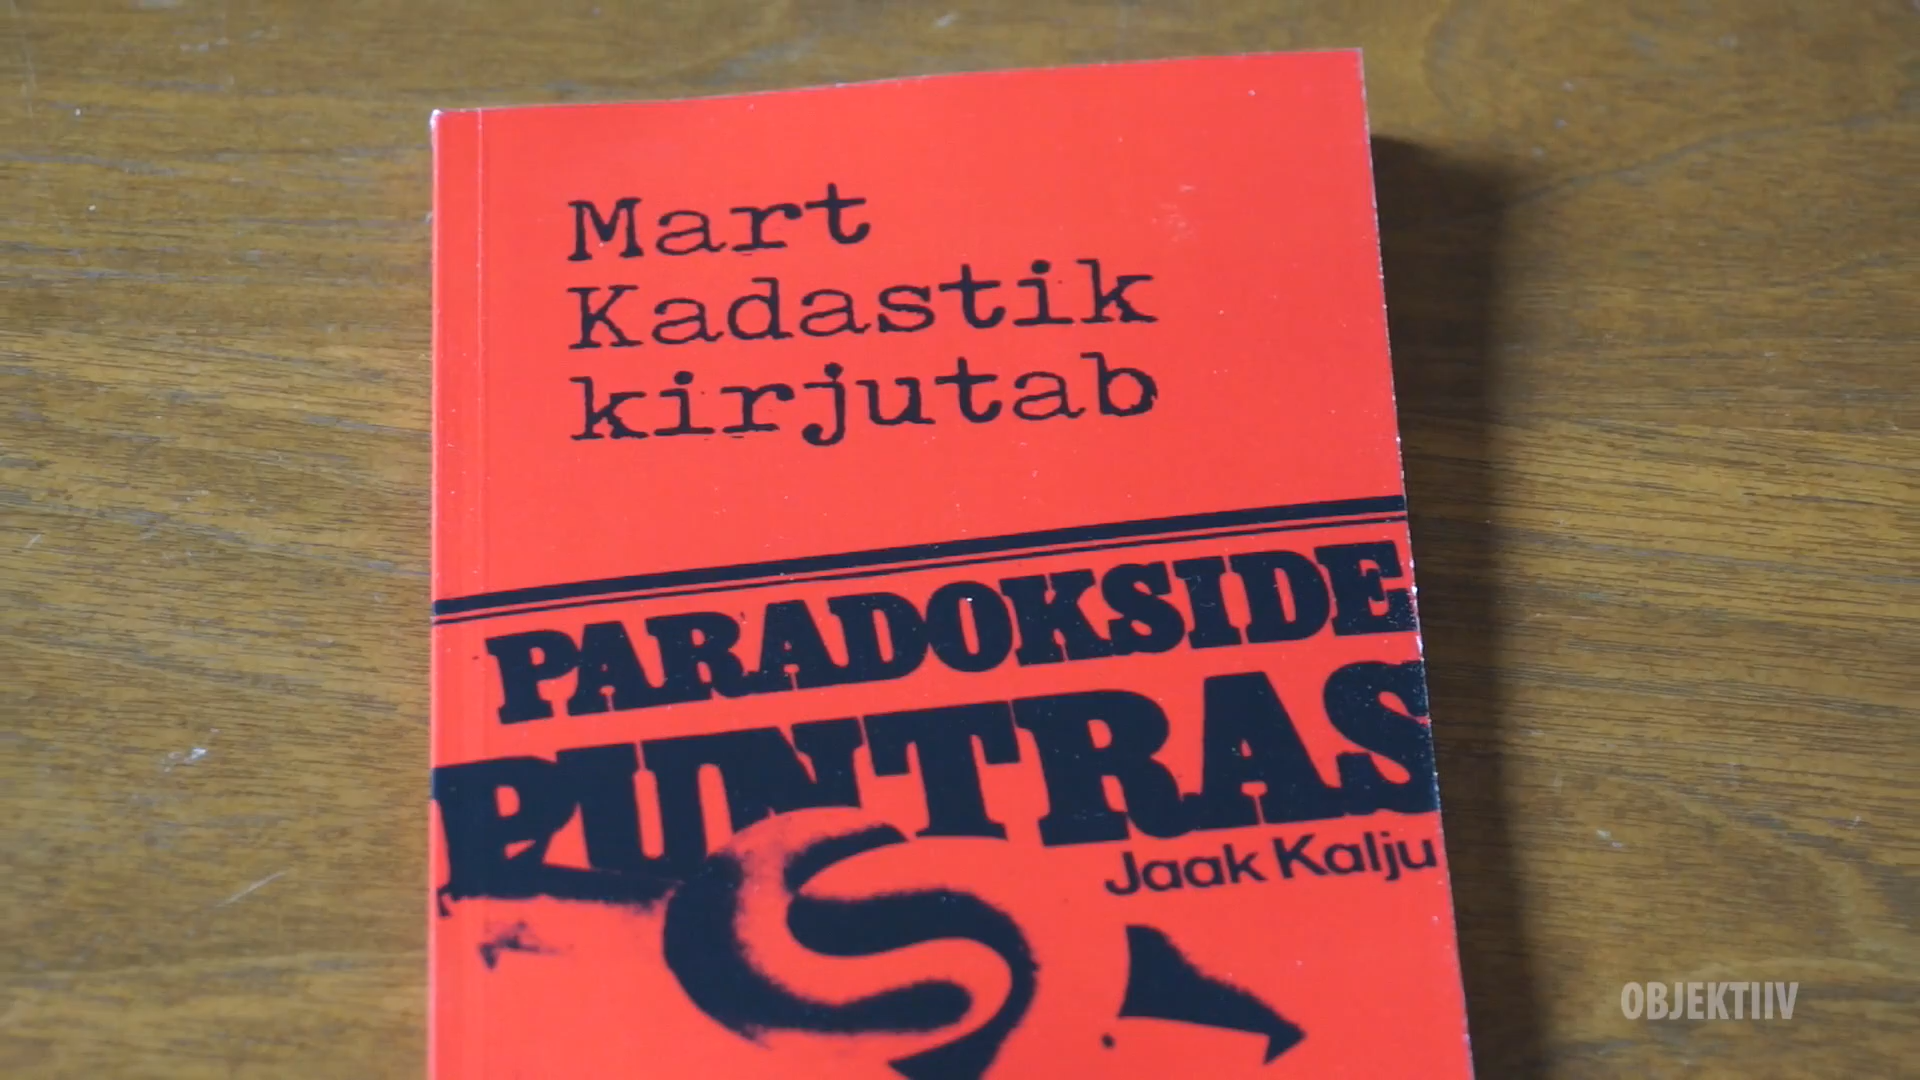 Mart
Kadastik
kirjutab
PARADOKSIDE
PUNTRAS
Jaak Kalju
OBJEKTIIV